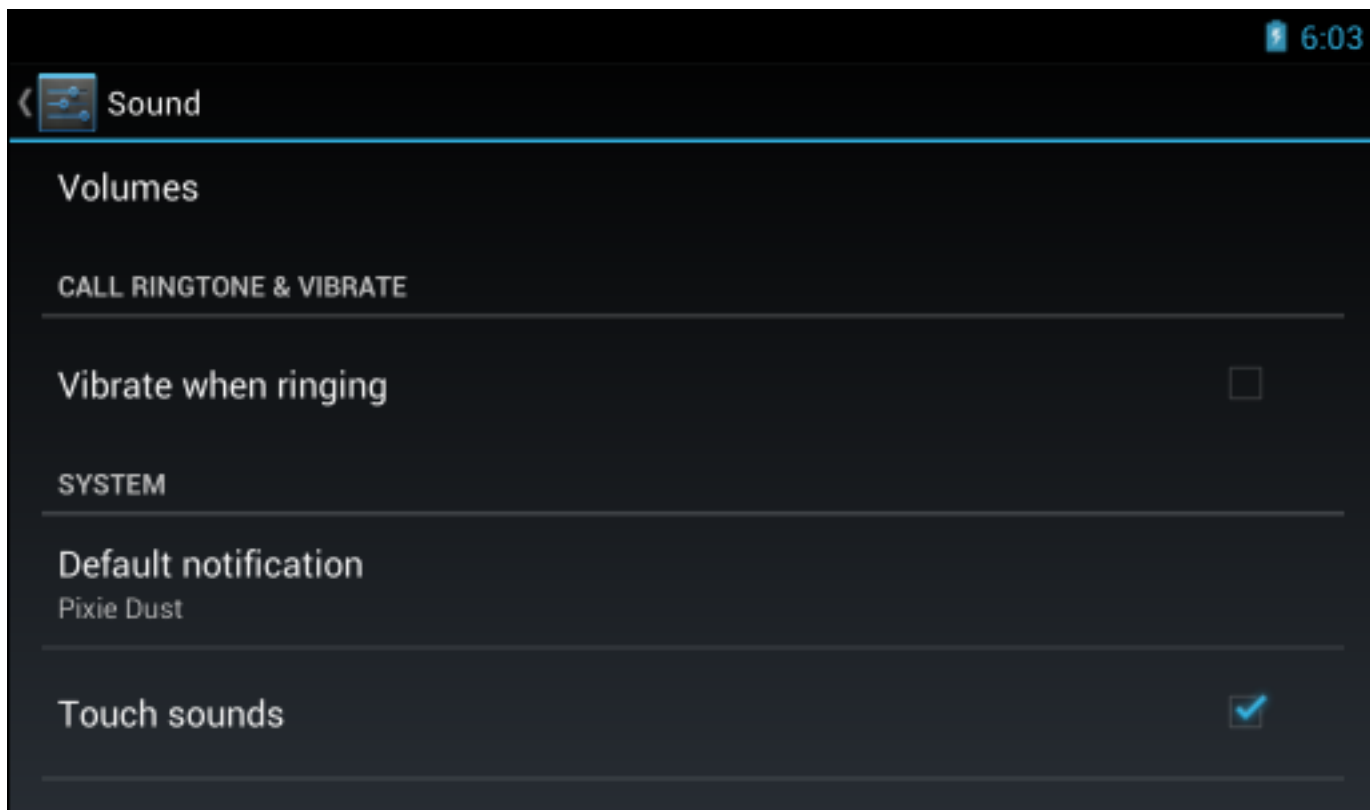 6:03
Sound
Volumes
CALL RINGTONE & VIBRATE
Vibrate when ringing
SYSTEM
Default notification
Pixie Dust
Touch sounds